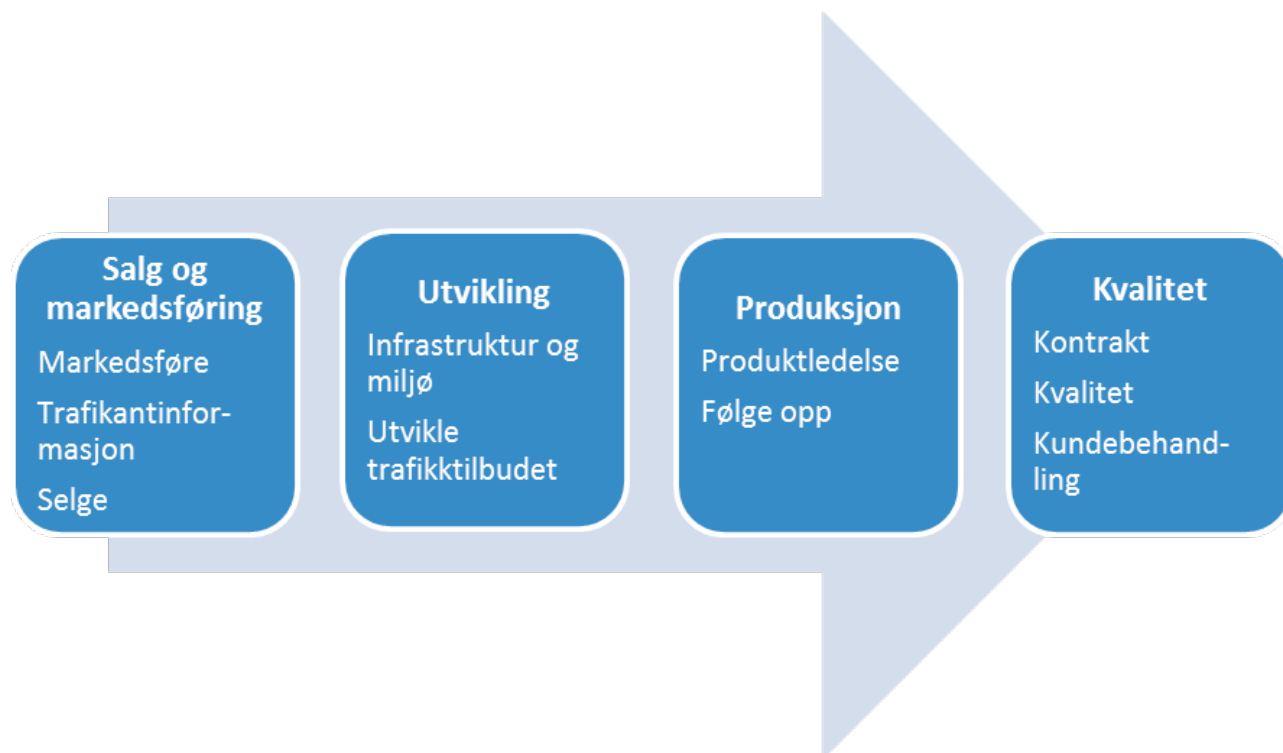 Salg og
markedsføring
Markedsføre
Trafikantinfor-
masjon
Selge
Utvikling
Infrastruktur og
miljø
Utvikle
trafikktilbudet
Produksjon
Produktledelse
Følge opp
Kvalitet
Kontrakt
Kvalitet
Kundebehand-
ling